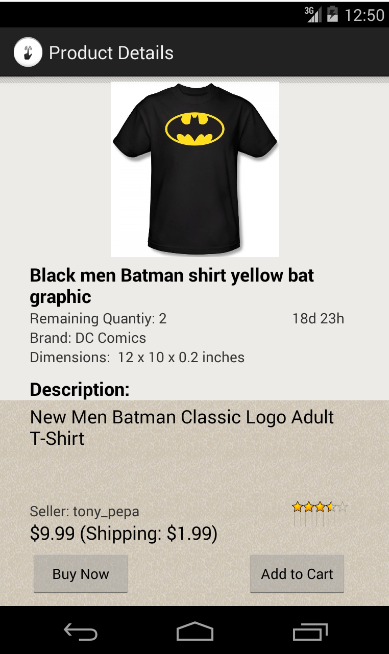 3G 12:50
Product Details
Black men Batman shirt yellow bat
graphic
Remaining Quantiy: 2 18d 23h
Brand: DC Comics
Dimensions: 12 x 10 x 0.2 inches
Description:
New Men Batman Classic Logo Adult
T-Shirt
Seller: tony_pepa
$9.99 (Shipping: $1.99)
Buy Now Add to Cart